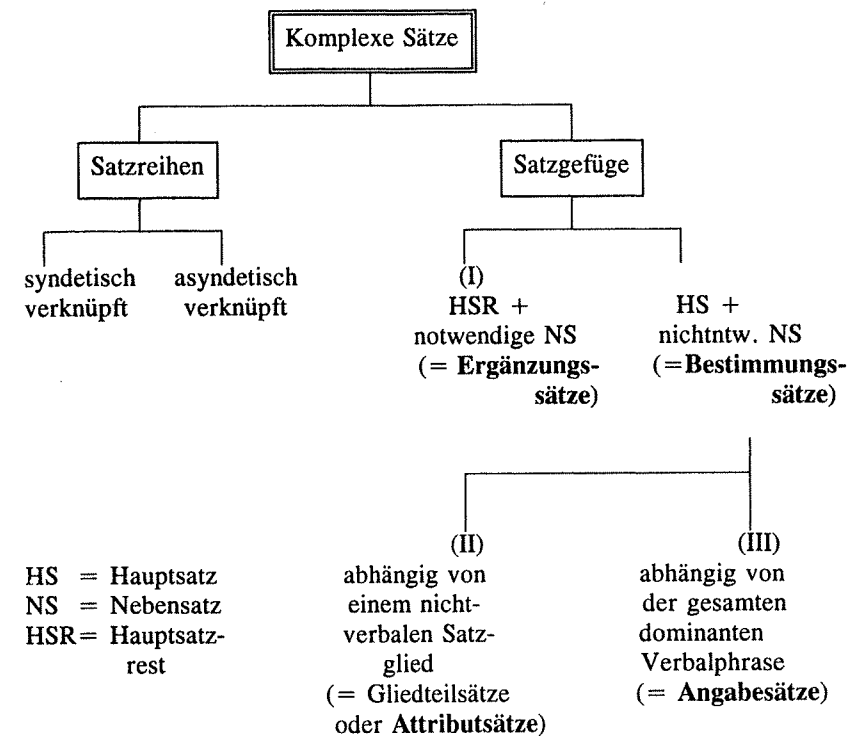 Komplexe Sätze
Satzreihen
Satzgefüge
syndetisch
verknüpft
asyndetisch
verknüpft
(I)
HSR +
notwendige NS
(= Ergänzungs-
sätze)
HS +
nichtntw. NS
(=Bestimmungs-
sätze)
HS = Hauptsatz
NS = Nebensatz
HSR= Hauptsatz-
rest
(II)
abhängig von
einem nicht-
verbalen Satz-
glied
(= Gliedteilsätze
oder Attributsätze)
(III)
abhängig von
der gesamten
dominanten
Verbalphrase
(= Angabesätze)